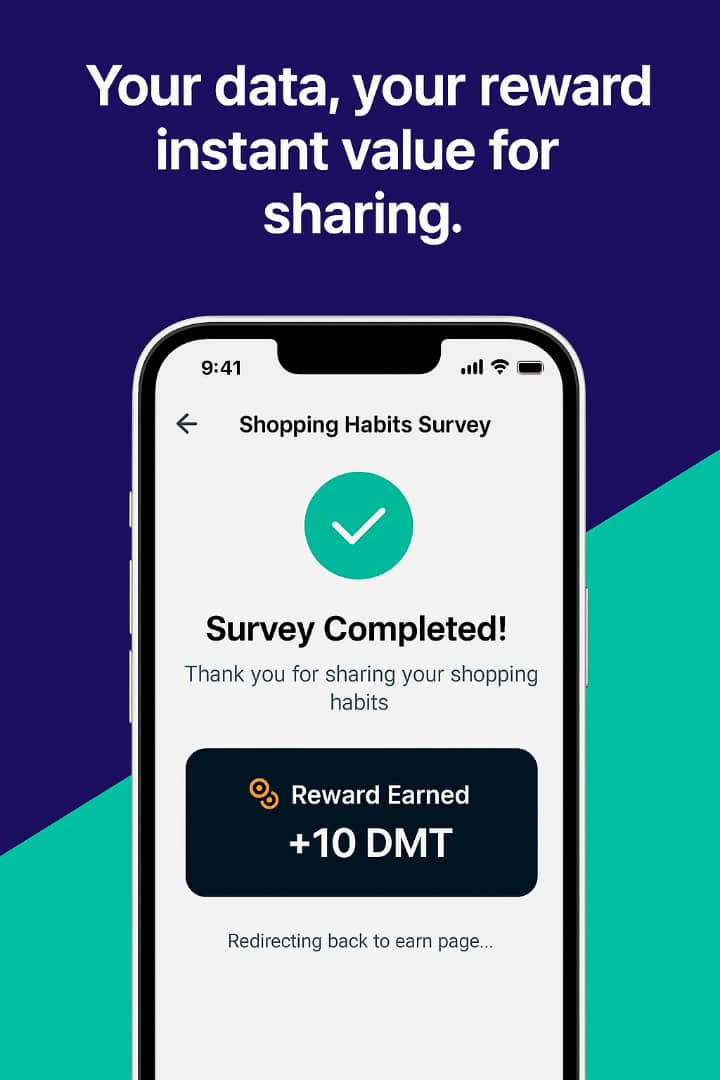 Your data, your reward
instant value for
sharing.
9:41
Shopping Habits Survey
Survey Completed!
Thank you for sharing your shopping
habits
Reward Earned
+10 DMT
Redirecting back to earn page...